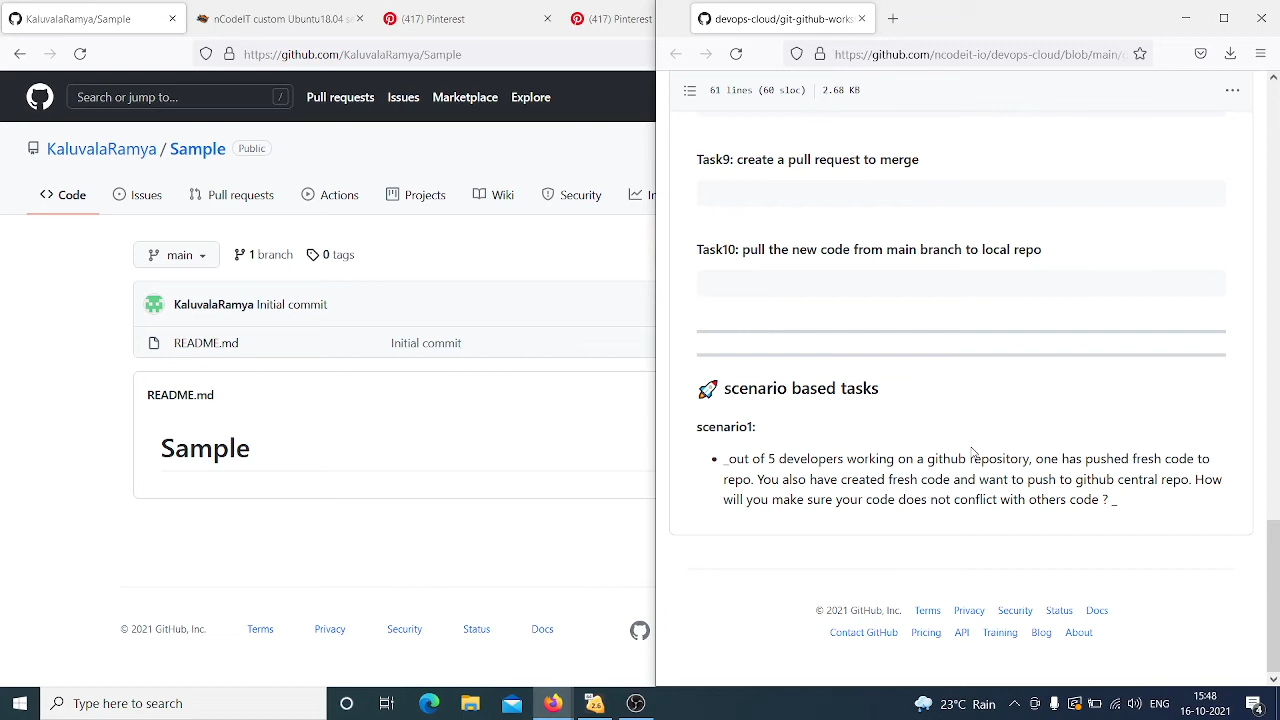 KaluvalaRamya/Sample
nCodeIT custom Ubuntu18.04 se
(417) Pinterest
(417) Pinterest
https://github.com/KaluvalaRamya/Sample
Search or jump to...
/
Pull requests
Issues
Marketplace
Explore
KaluvalaRamya / Sample
Public
Code
Issues
Pull requests
Actions
Projects
Wiki
Security
In
main
1 branch
0 tags
KaluvalaRamya Initial commit
README.md
Initial commit
README.md
Sample
© 2021 GitHub, Inc.
Terms
Privacy
Security
Status
Docs
devops-cloud/git-github-works
https://github.com/ncodeit-io/devops-cloud/blob/main/g
61 lines (60 sloc)
2.68 KB
Task9: create a pull request to merge
Task10: pull the new code from main branch to local repo
🚀 scenario based tasks
scenario1:
• _out of 5 developers working on a github repository, one has pushed fresh code to
repo. You also have created fresh code and want to push to github central repo. How
will you make sure your code does not conflict with others code ? _
© 2021 GitHub, Inc.
Terms
Privacy
Security
Status
Docs
Contact GitHub
Pricing
API
Training
Blog
About
Type here to search
2.6
23°C Rain
ENG
15:48
16-10-2021
4